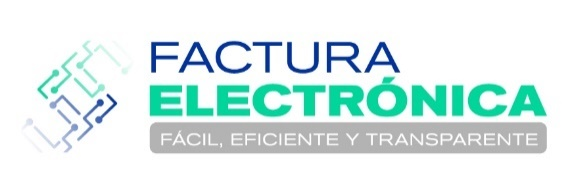 FACTURA
ELECTRÓNICA
FÁCIL, EFICIENTE Y TRANSPARENTE